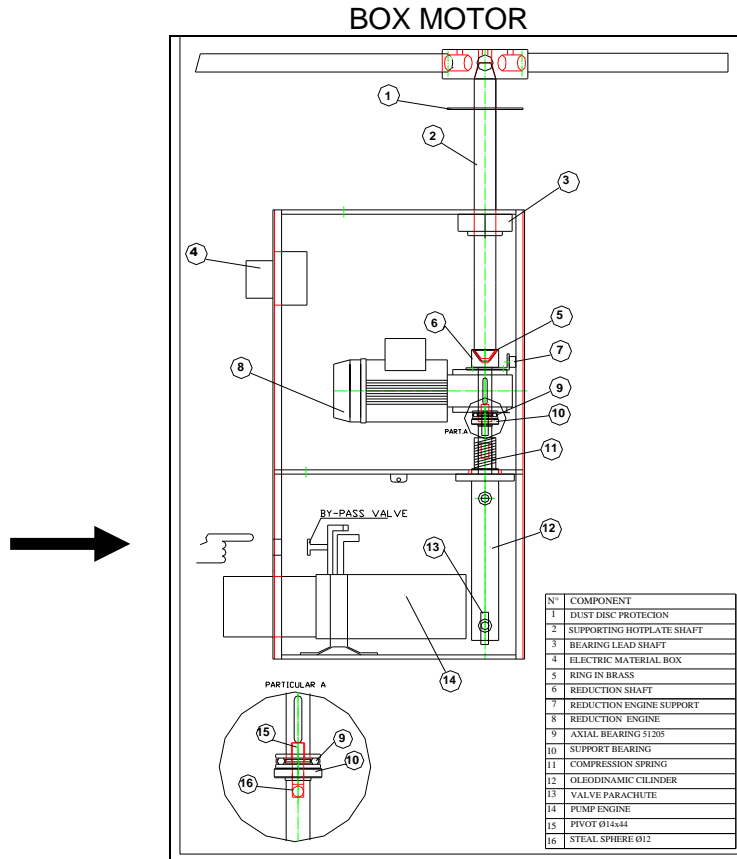 BOX MOTOR
1
2
3
4
5
6
7
8
9
10
PART.A
11
BY-PASS VALVE
12
13
14
PARTICULAR A
15
9
10
16
N° COMPONENT
1 DUST DISC PROTECION
2 SUPPORTING HOTPLATE SHAFT
3 BEARING LEAD SHAFT
4 ELECTRIC MATERIAL BOX
5 RING IN BRASS
6 REDUCTION SHAFT
7 REDUCTION ENGINE SUPPORT
8 REDUCTION ENGINE
9 AXIAL BEARING 51205
10 SUPPORT BEARING
11 COMPRESSION SPRING
12 OLEODINAMIC CILINDER
13 VALVE PARACHUTE
14 PUMP ENGINE
15 PIVOT Ø14x44
16 STEAL SPHERE Ø12